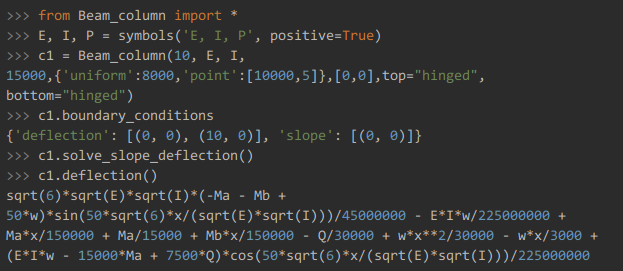 >>> from Beam_column import *
>>> E, I, P = symbols('E, I, P', positive=True)
>>> c1 = Beam_column(10, E, I,
15000,{'uniform':8000,'point':[10000,5]},[0,0],top="hinged",
bottom="hinged")
>>> c1.boundary_conditions
{'deflection': [(0, 0), (10, 0)], 'slope': [(0, 0)]}
>>> c1.solve_slope_deflection()
>>> c1.deflection()
sqrt(6)*sqrt(E)*sqrt(I)*(-Ma - Mb +
50*w)*sin(50*sqrt(6)*x/(sqrt(E)*sqrt(I)))/45000000 - E*I*w/225000000 +
Ma*x/150000 + Ma/15000 + Mb*x/150000 - Q/30000 + w*x**2/30000 - w*x/3000 +
(E*I*w - 15000*Ma + 7500*Q)*cos(50*sqrt(6)*x/(sqrt(E)*sqrt(I)))/225000000